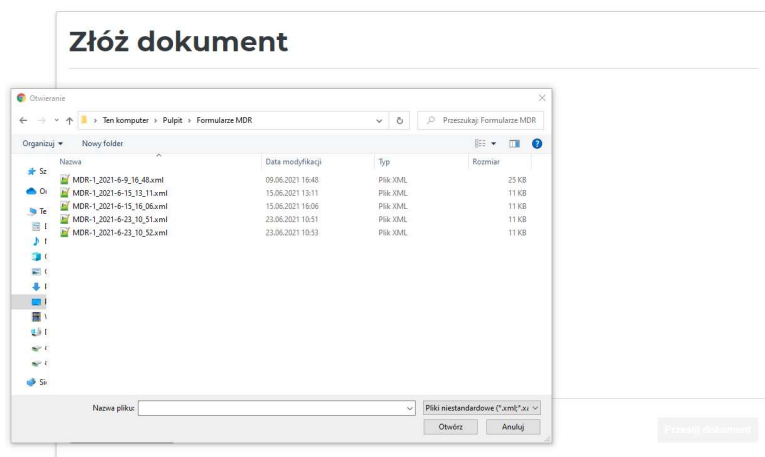 Złóż dokument
Otwieranie
Ten komputer > Pulpit > Formularze MDR
Przeszukaj: Formularze MDR
Organizuj Nowy folder
Nazwa Data modyfikacji Typ Rozmiar
MDR-1_2021-6-9_16_48.xml 09.06.2021 16:48 Plik XML 25 KB
MDR-1_2021-6-15_13_11.xml 15.06.2021 13:11 Plik XML 11 KB
MDR-1_2021-6-15_16_06.xml 15.06.2021 16:06 Plik XML 11 KB
MDR-1_2021-6-23_10_51.xml 23.06.2021 10:51 Plik XML 11 KB
MDR-1_2021-6-23_10_52.xml 23.06.2021 10:53 Plik XML 11 KB
Sz
Te
Sie
Nazwa pliku: Pliki niestandardowe (*.xml;*.xa
Otwórz Anuluj
Prześlij dokument